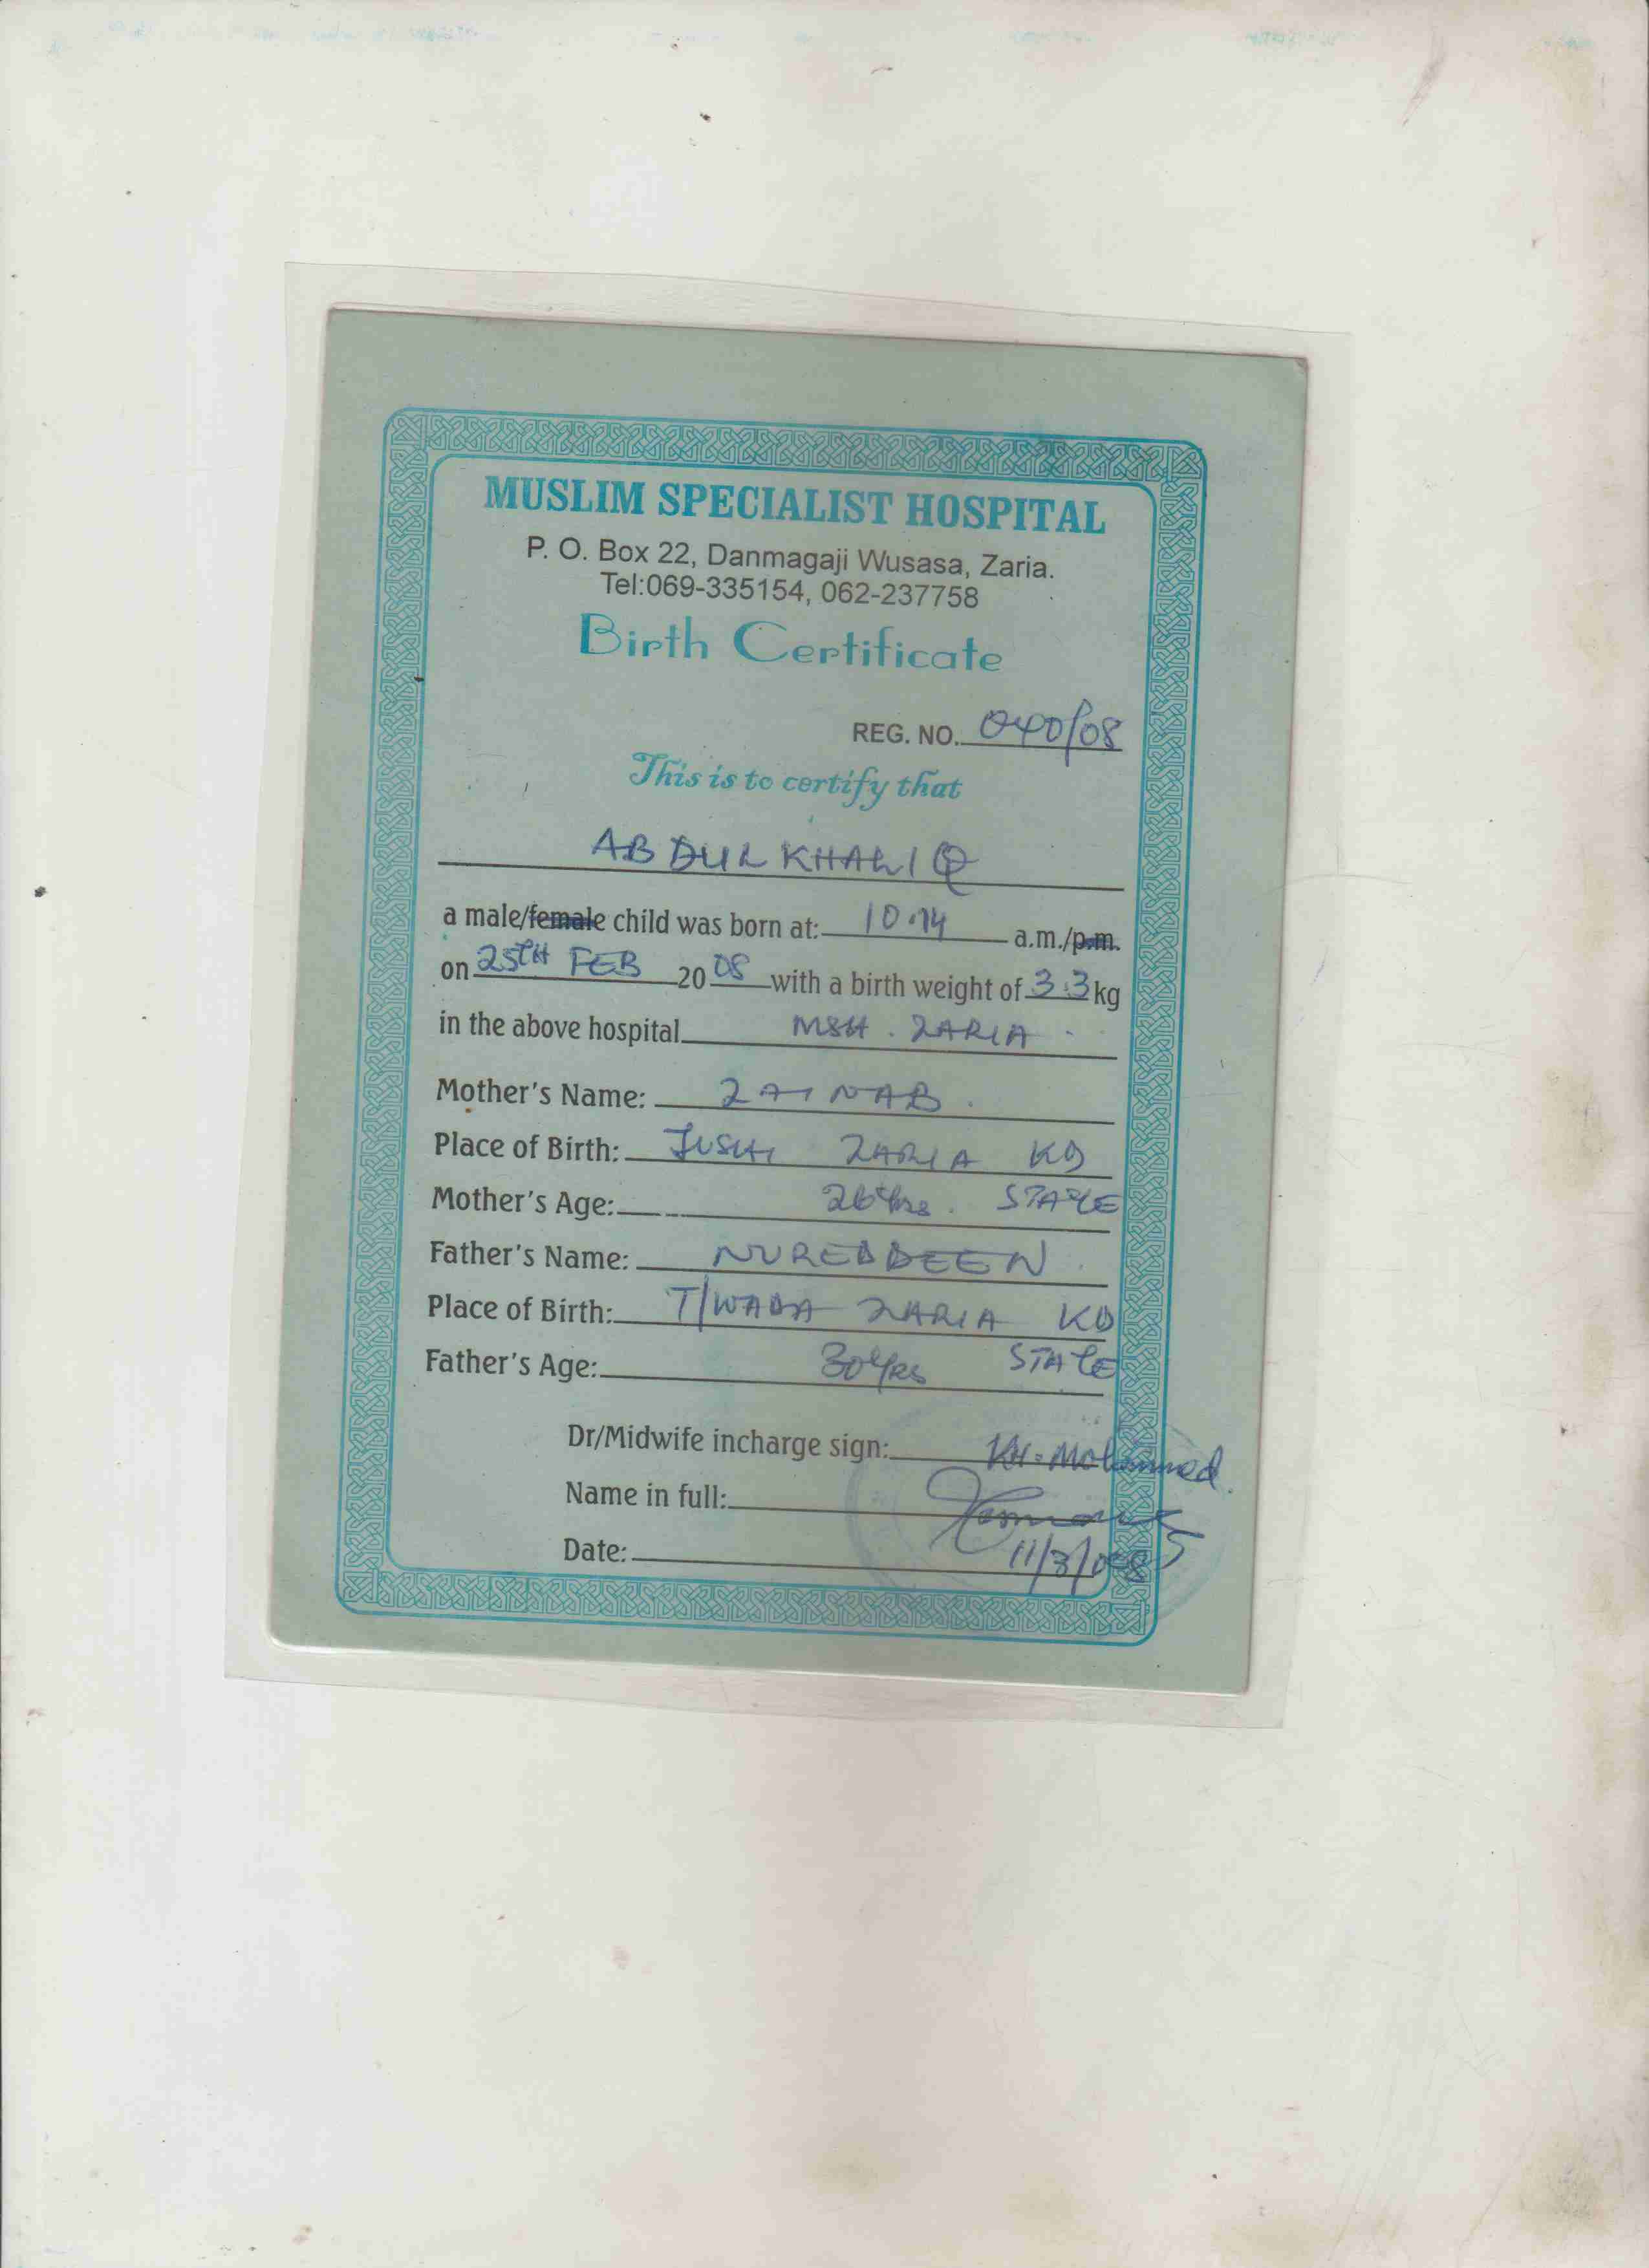 MUSLIM SPECIALIST HOSPITAL
P. O. Box 22, Danmagaji Wusasa, Zaria.
Tel:069-335154, 062-237758
Birth Certificate
REG. NO. 040/08
This is to certify that
ABDULKHALIQ
a male/female child was born at: 10.14 a.m./p.m.
on 25TH FEB 20 08 with a birth weight of 3.3 kg
in the above hospital MSH. ZARIA.
Mother's Name: ZAINAB.
Place of Birth: JUSHI ZARIA KD
Mother's Age: 26yrs. STATE
Father's Name: NUREDDEEN.
Place of Birth: T/WADA ZARIA KD
Father's Age: 30yrs STATE
Dr/Midwife incharge sign: KH-Mohammed.
Name in full:
Date: 11/3/08